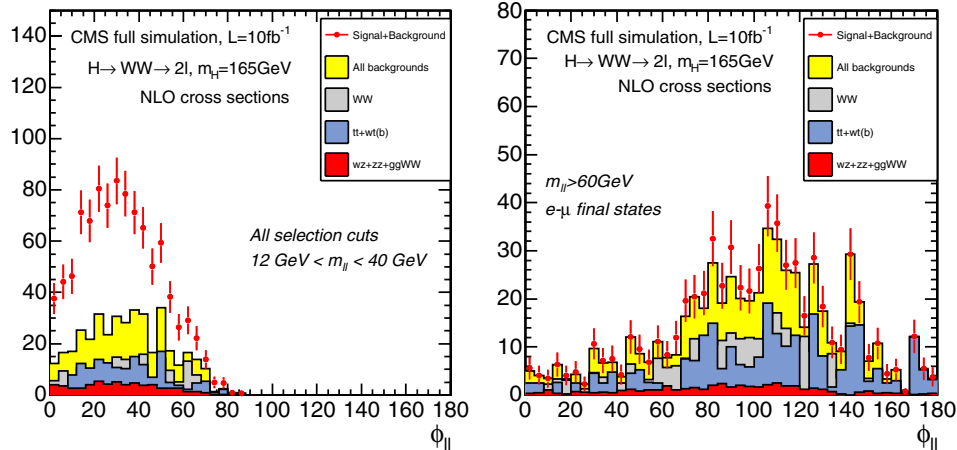 CMS full simulation, L=10fb⁻¹
H→ WW→ 2l, m_H=165GeV
NLO cross sections
Signal+Background
All backgrounds
WW
tt+wt(b)
wz+zz+ggWW
All selection cuts
12 GeV < m_ll < 40 GeV
140
120
100
80
60
40
20
0
0 20 40 60 80 100 120 140 160 180
ϕ_ll
CMS full simulation, L=10fb⁻¹
H→ WW→ 2l, m_H=165GeV
NLO cross sections
Signal+Background
All backgrounds
WW
tt+wt(b)
wz+zz+ggWW
m_ll>60GeV
e-μ final states
80
70
60
50
40
30
20
10
0
0 20 40 60 80 100 120 140 160 180
ϕ_ll